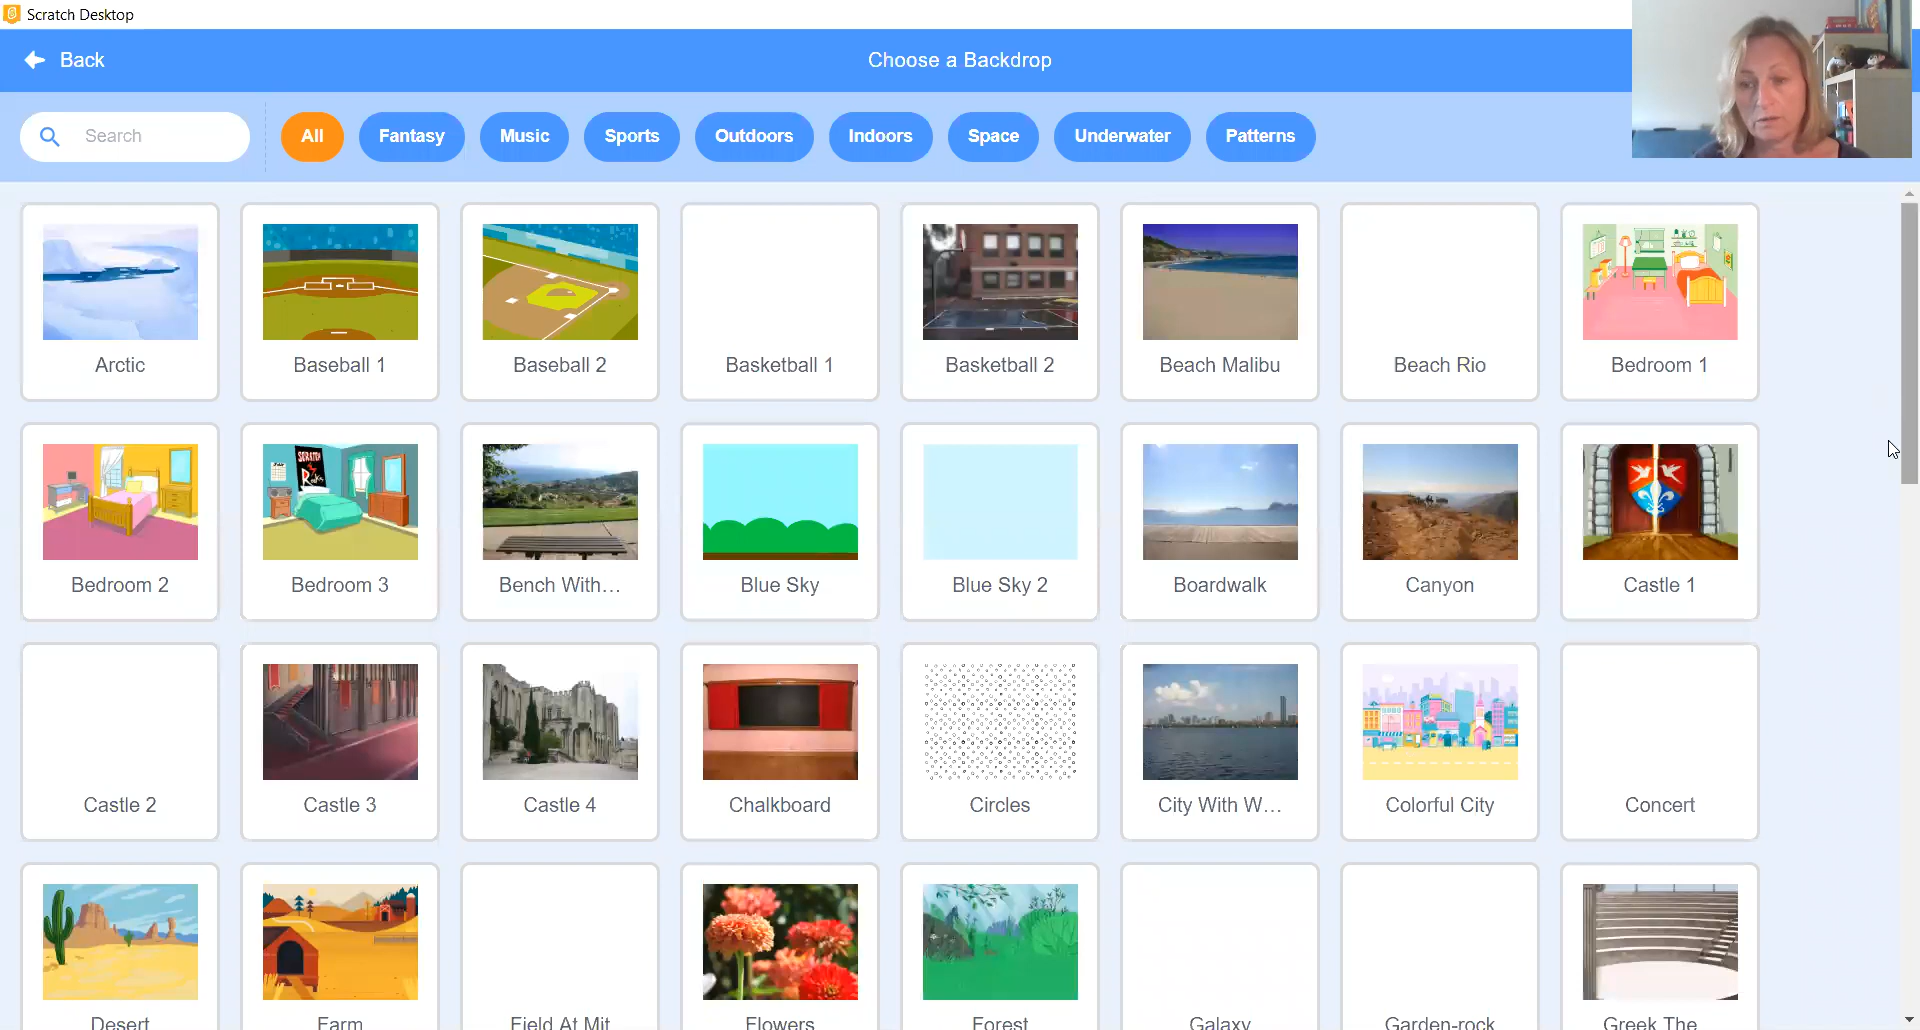 Scratch Desktop
Back
Choose a Backdrop
Search
All
Fantasy
Music
Sports
Outdoors
Indoors
Space
Underwater
Patterns
Arctic
Baseball 1
Baseball 2
Basketball 1
Basketball 2
Beach Malibu
Beach Rio
Bedroom 1
SCRATCH
Rocks
Bedroom 2
Bedroom 3
Bench With...
Blue Sky
Blue Sky 2
Boardwalk
Canyon
Castle 1
Castle 2
Castle 3
Castle 4
Chalkboard
Circles
City With W...
Colorful City
Concert
Desert
Farm
Field At Mit
Flowers
Forest
Galaxy
Garden-rock
Greek The